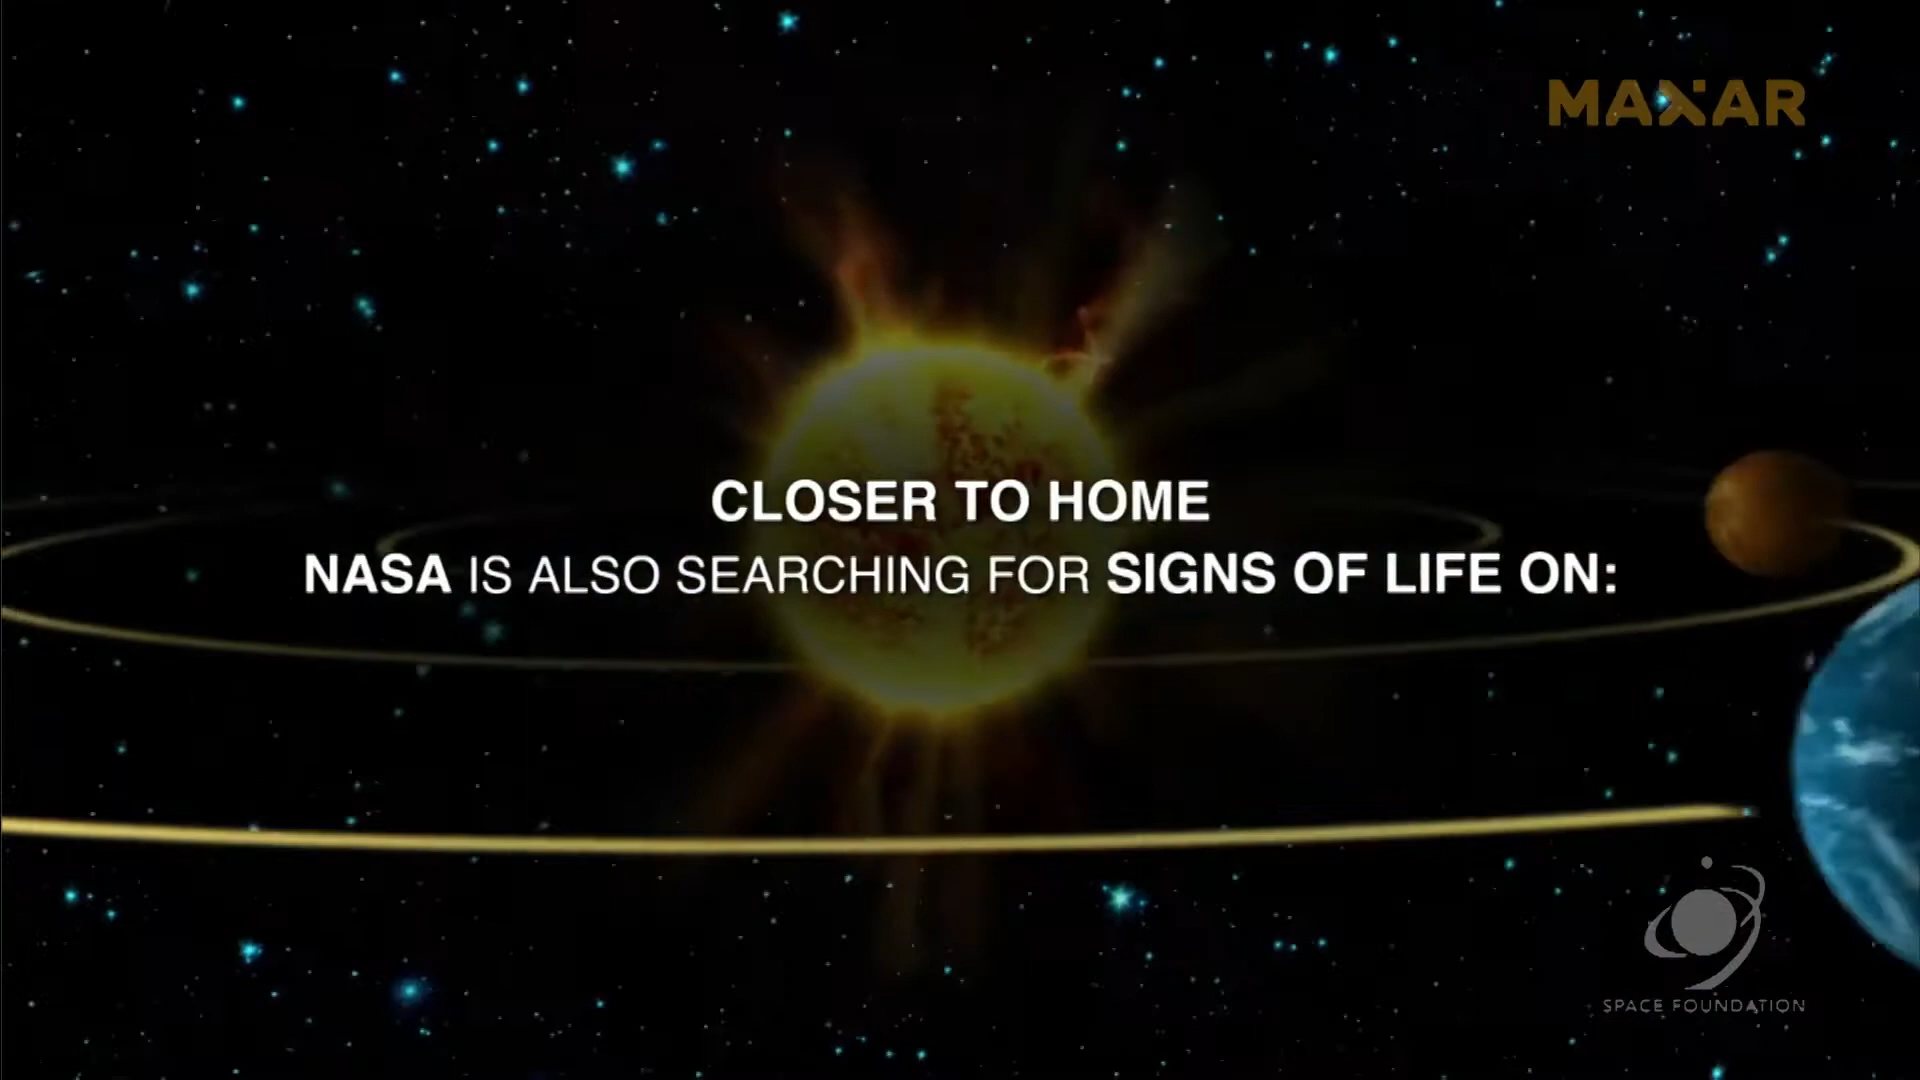 MAXAR
CLOSER TO HOME
NASA IS ALSO SEARCHING FOR SIGNS OF LIFE ON:
SPACE FOUNDATION